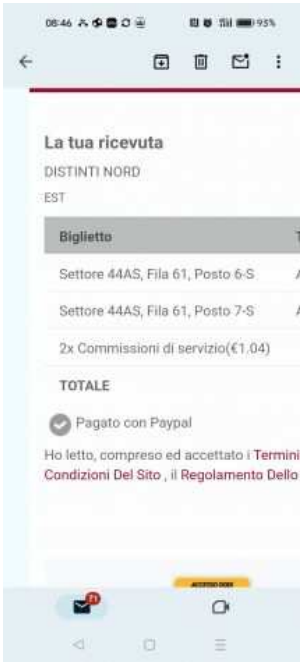 08:46 93%
La tua ricevuta
DISTINTI NORD
EST
Biglietto T
Settore 44AS, Fila 61, Posto 6-S A
Settore 44AS, Fila 61, Posto 7-S A
2x Commissioni di servizio(€1.04)
TOTALE
Pagato con Paypal
Ho letto, compreso ed accettato i Termini
Condizioni Del Sito , il Regolamento Dello